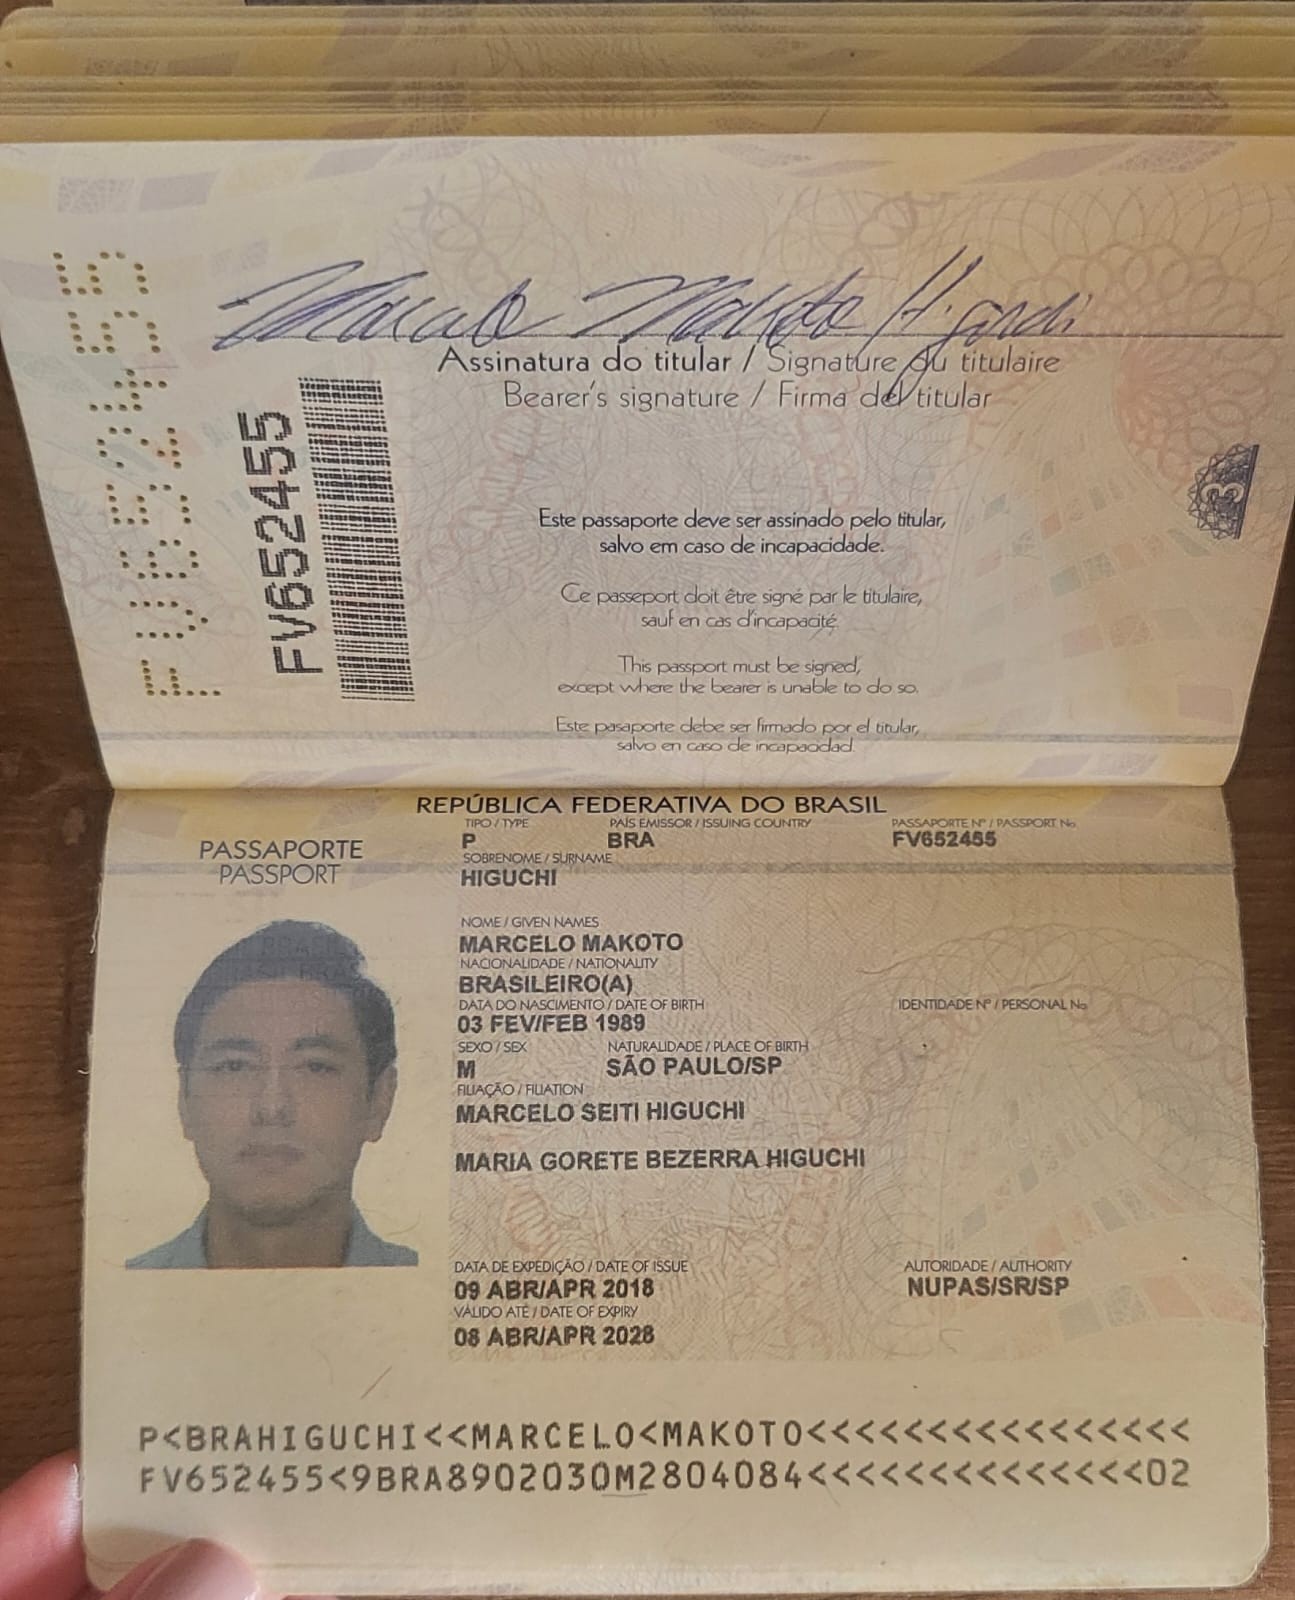 FV652455
Marcelo Makoto Higuchi
Assinatura do titular / Signature du titulaire
Bearer's signature / Firma del titular
FV652455
3
Este passaporte deve ser assinado pelo titular,
salvo em caso de incapacidade.
Ce passeport doit être signé par le titulaire,
sauf en cas d'incapacité.
This passport must be signed,
except where the bearer is unable to do so.
Este pasaporte debe ser firmado por el titular,
salvo en caso de incapacidad.
REPÚBLICA FEDERATIVA DO BRASIL
PASSAPORTE
PASSPORT
TIPO / TYPE PAÍS EMISSOR / ISSUING COUNTRY PASSAPORTE Nº / PASSPORT No.
P BRA FV652455
SOBRENOME / SURNAME
HIGUCHI
NOME / GIVEN NAMES
MARCELO MAKOTO
NACIONALIDADE / NATIONALITY
BRASILEIRO(A)
DATA DO NASCIMENTO / DATE OF BIRTH IDENTIDADE Nº / PERSONAL No.
03 FEV/FEB 1989
SEXO / SEX NATURALIDADE / PLACE OF BIRTH
M SÃO PAULO/SP
FILIAÇÃO / FILIATION
MARCELO SEITI HIGUCHI
MARIA GORETE BEZERRA HIGUCHI
DATA DE EXPEDIÇÃO / DATE OF ISSUE AUTORIDADE / AUTHORITY
09 ABR/APR 2018 NUPAS/SR/SP
VÁLIDO ATÉ / DATE OF EXPIRY
08 ABR/APR 2028
P<BRAHIGUCHI<<MARCELO<MAKOTO<<<<<<<<<<<<<<<<
FV652455<9BRA8902030M2804084<<<<<<<<<<<<<<02